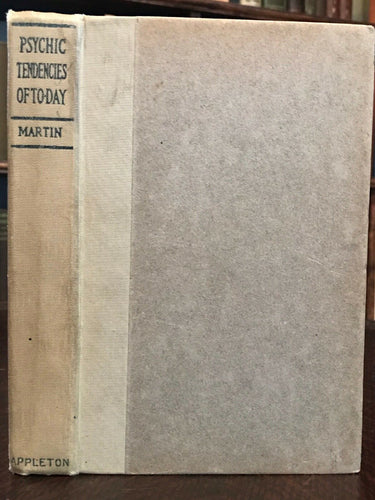 PSYCHIC
TENDENCIES
OF TO-DAY
MARTIN
APPLETON